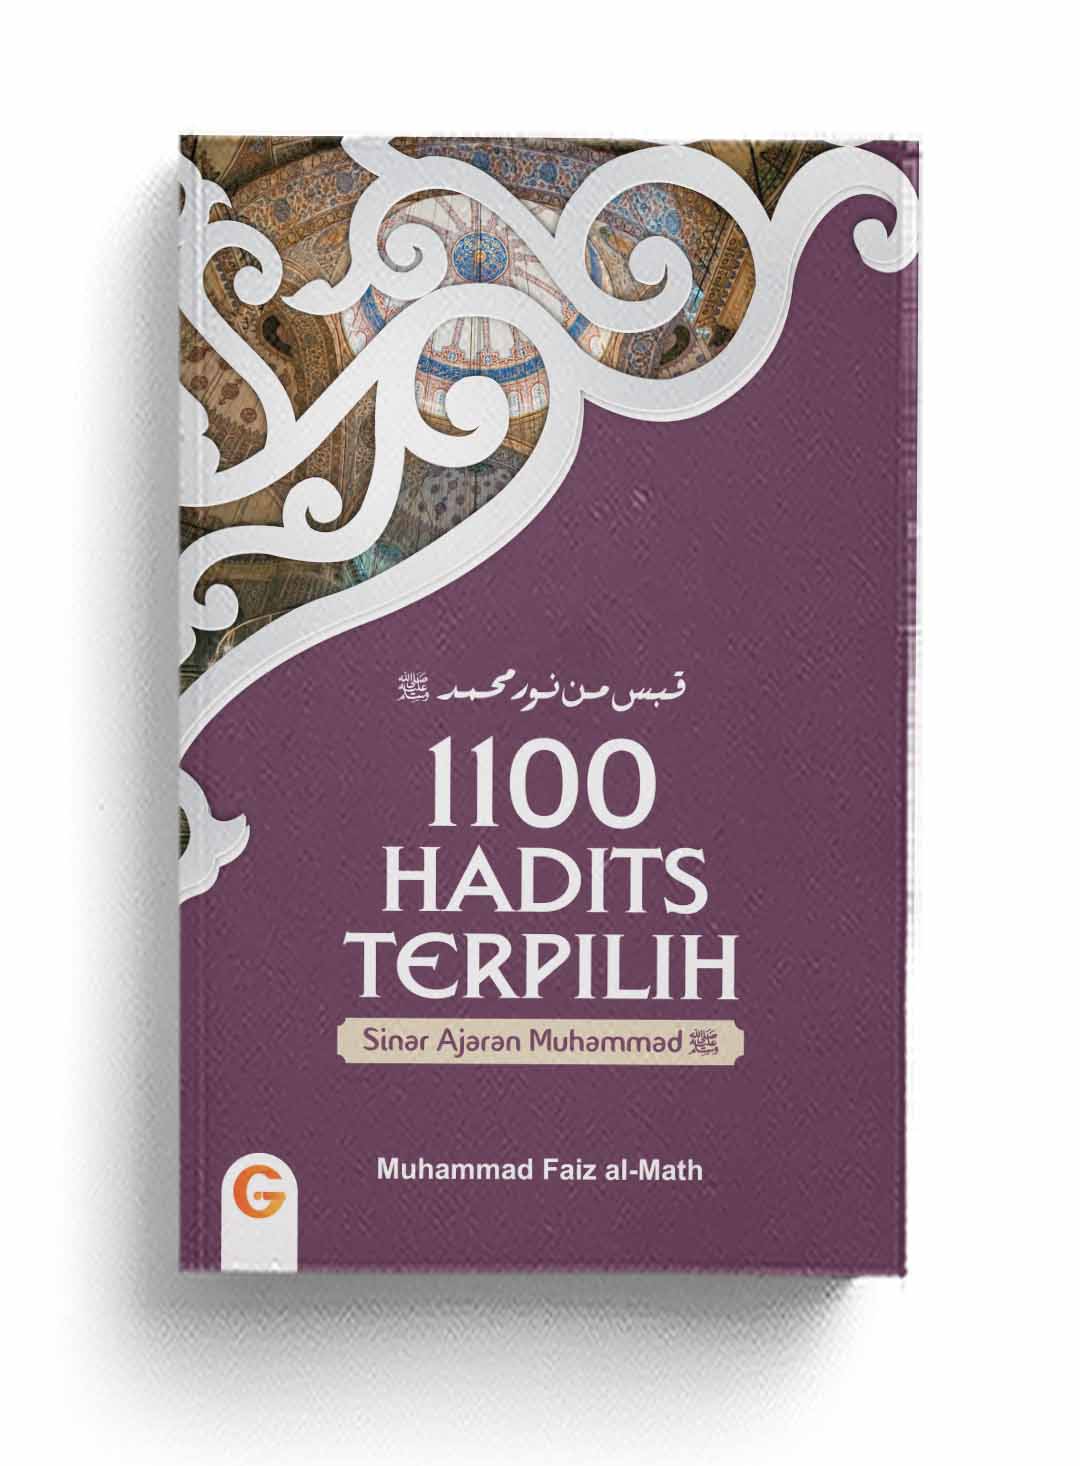 قبس من نور محمد ﷺ
1100
HADITS
TERPILIH
Sinar Ajaran Muhammad ﷺ
Muhammad Faiz al-Math
G